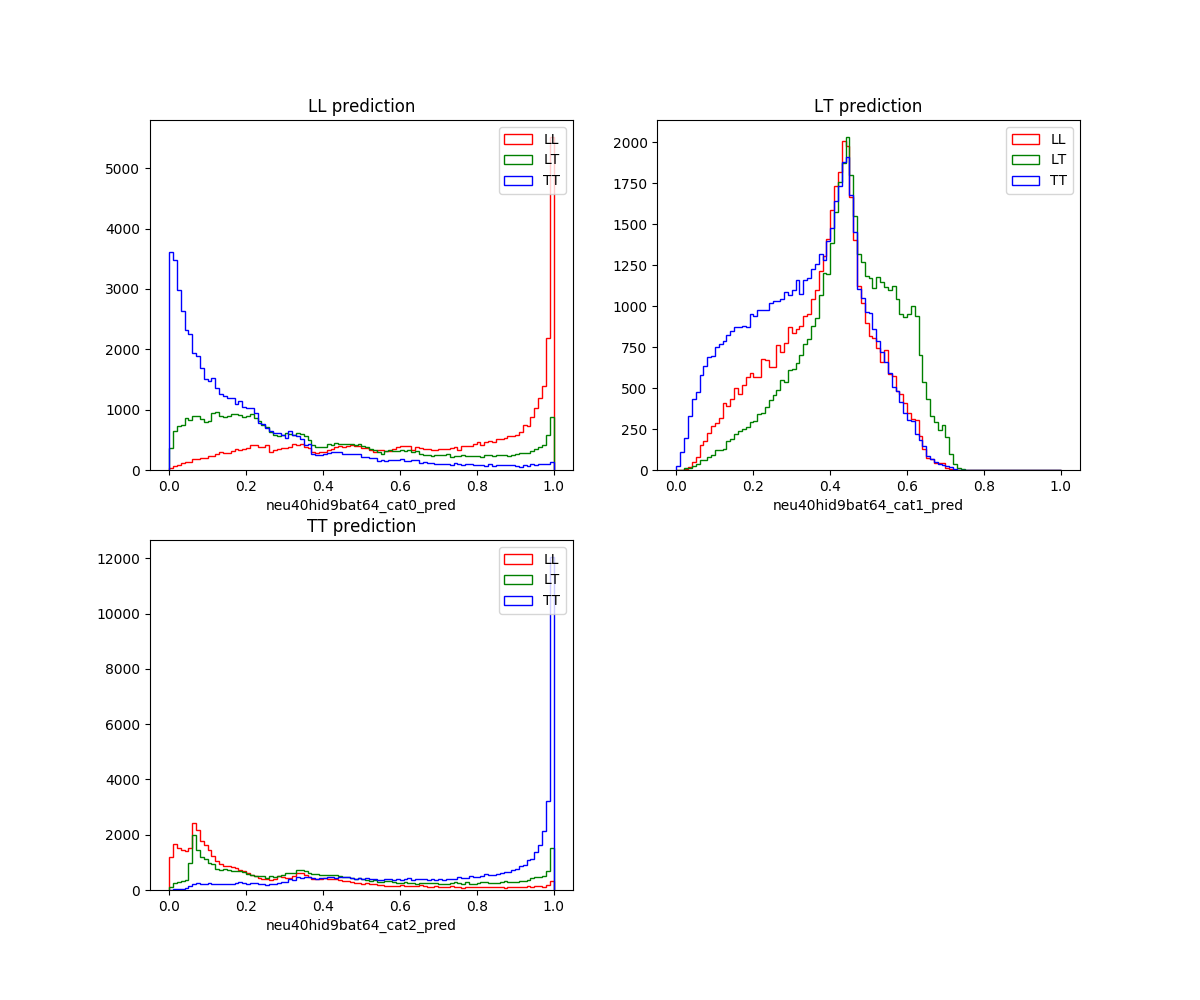 LL prediction
5000
4000
3000
2000
1000
0
0.0 0.2 0.4 0.6 0.8 1.0
neu40hid9bat64_cat0_pred
LL
LT
TT
LT prediction
2000
1750
1500
1250
1000
750
500
250
0
0.0 0.2 0.4 0.6 0.8 1.0
neu40hid9bat64_cat1_pred
LL
LT
TT
TT prediction
12000
10000
8000
6000
4000
2000
0
0.0 0.2 0.4 0.6 0.8 1.0
neu40hid9bat64_cat2_pred
LL
LT
TT